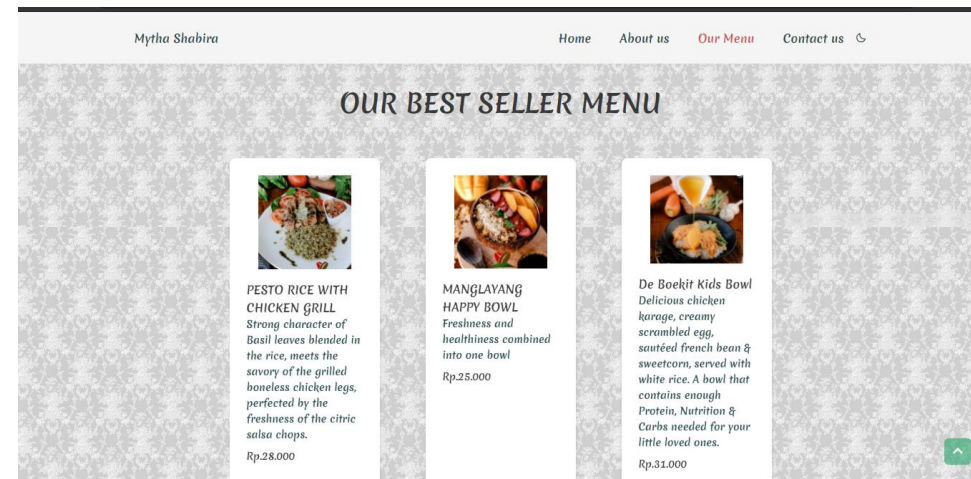 Mytha Shabira
Home About us Our Menu Contact us
OUR BEST SELLER MENU
PESTO RICE WITH
CHICKEN GRILL
Strong character of
Basil leaves blended in
the rice, meets the
savory of the grilled
boneless chicken legs,
perfected by the
freshness of the citric
salsa chops.
Rp.28.000
MANGLAYANG
HAPPY BOWL
Freshness and
healthiness combined
into one bowl
Rp.25.000
De Boekit Kids Bowl
Delicious chicken
karage, creamy
scrambled egg,
sautéed french bean &
sweetcorn, served with
white rice. A bowl that
contains enough
Protein, Nutrition &
Carbs needed for your
little loved ones.
Rp.31.000